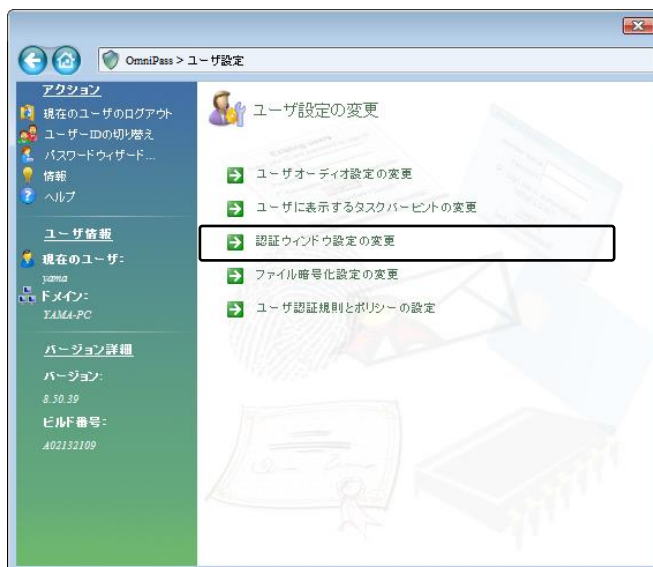 OmniPass > ユーザ設定
アクション
現在のユーザのログアウト
ユーザーIDの切り替え
パスワードウィザード...
情報
ヘルプ
ユーザ情報
現在のユーザ:
yama
ドメイン:
YAMA-PC
バージョン詳細
バージョン:
8.50.39
ビルド番号:
A02132109
ユーザ設定の変更
ユーザオーディオ設定の変更
ユーザに表示するタスクバーヒントの変更
認証ウィンドウ設定の変更
ファイル暗号化設定の変更
ユーザ認証規則とポリシーの設定